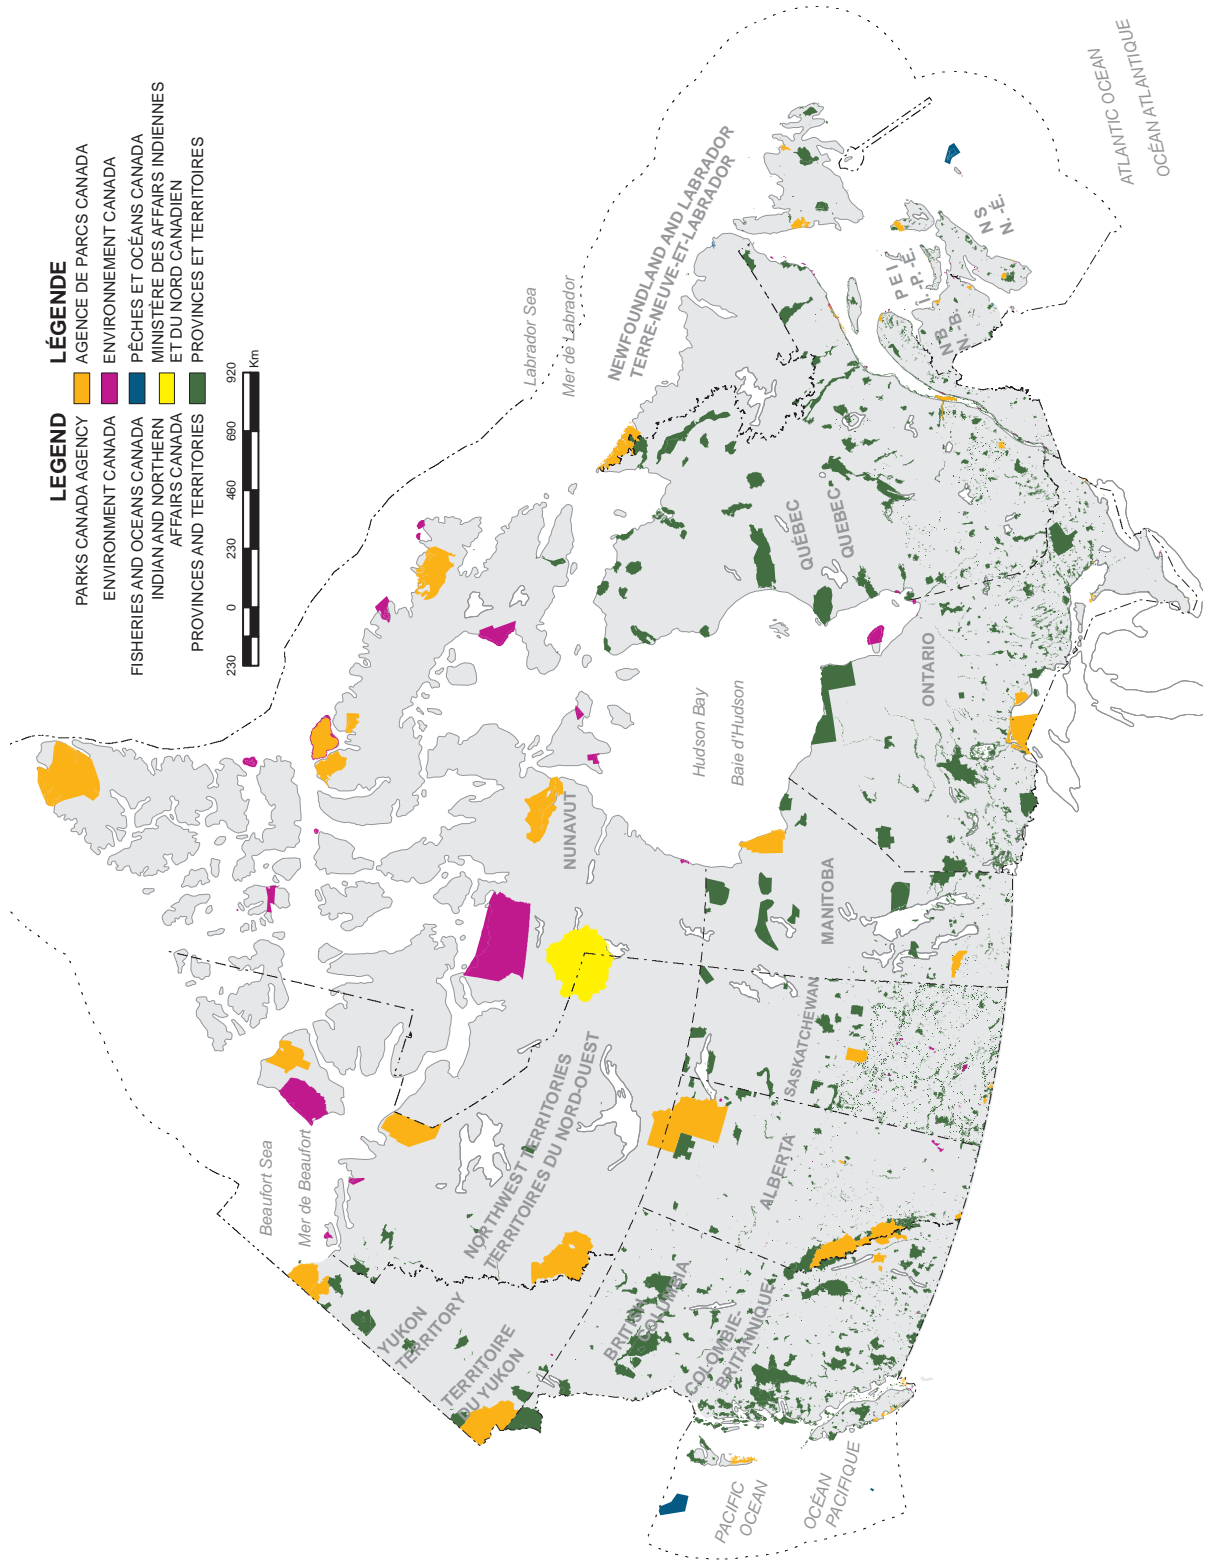 LEGEND LÉGENDE
PARKS CANADA AGENCY AGENCE DE PARCS CANADA
ENVIRONMENT CANADA ENVIRONNEMENT CANADA
FISHERIES AND OCEANS CANADA PÊCHES ET OCÉANS CANADA
INDIAN AND NORTHERN MINISTÈRE DES AFFAIRS INDIENNES
AFFAIRS CANADA ET DU NORD CANADIEN
PROVINCES AND TERRITORIES PROVINCES ET TERRITOIRES
230 0 230 460 690 920
Km
Beaufort Sea
Mer de Beaufort
Labrador Sea
Mer de Labrador
NEWFOUNDLAND AND LABRADOR
TERRE-NEUVE-ET-LABRADOR
YUKON
TERRITORY
TERRITOIRE
DU YUKON
NORTHWEST TERRITORIES
TERRITOIRES DU NORD-OUEST
NUNAVUT
Hudson Bay
Baie d'Hudson
BRITISH
COLUMBIA
COLOMBIE-
BRITANNIQUE
ALBERTA
SASKATCHEWAN
MANITOBA
ONTARIO
QUÉBEC
QUEBEC
P E I
Î.-P.-É.
N B
N.-B.
N S
N.-É.
PACIFIC
OCEAN
OCÉAN
PACIFIQUE
ATLANTIC OCEAN
OCÉAN ATLANTIQUE